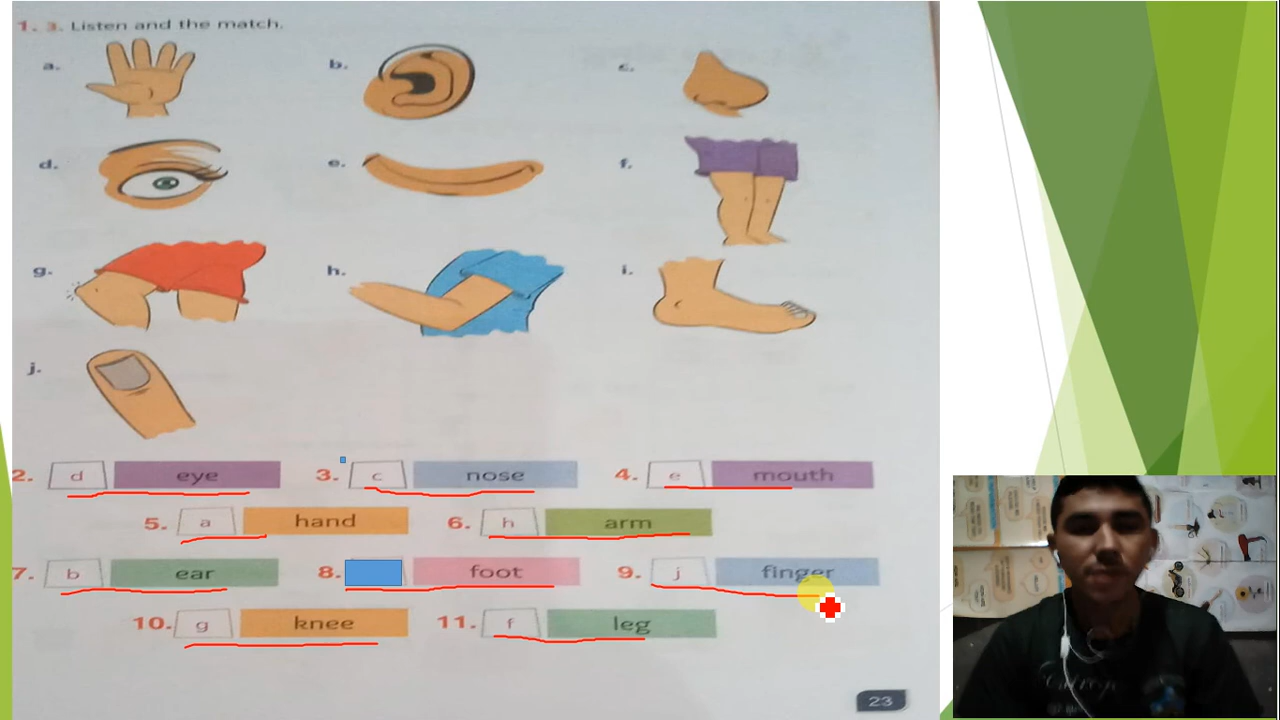 1. 3. Listen and the match.
a. b. c.
d. e. f.
g. h. i.
j.
2. d eye 3. c nose 4. e mouth
5. a hand 6. h arm
7. b ear 8. foot 9. j finger
10. g knee 11. f leg
23